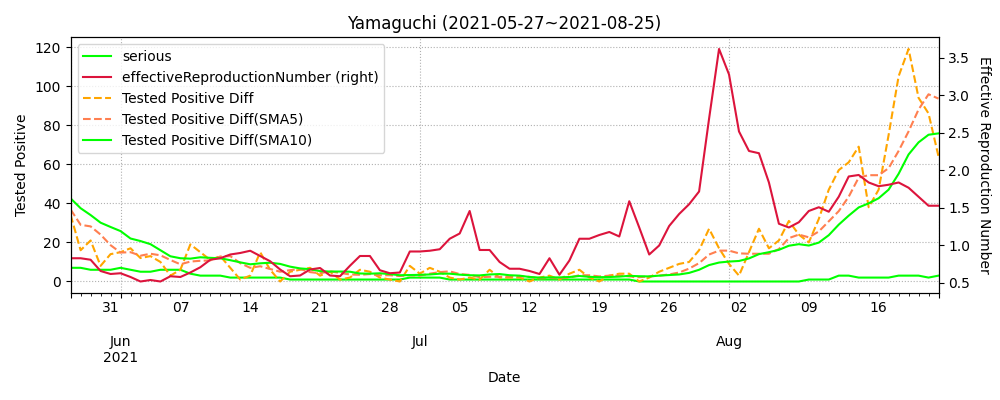 Yamaguchi (2021-05-27~2021-08-25)
serious
effectiveReproductionNumber (right)
Tested Positive Diff
Tested Positive Diff(SMA5)
Tested Positive Diff(SMA10)
Tested Positive
120
100
80
60
40
20
0
3.5
3.0
2.5
2.0
1.5
1.0
0.5
Effective Reproduction Number
31 07 14 21 28 05 12 19 26 02 09 16
Jun Jul Aug
2021
Date